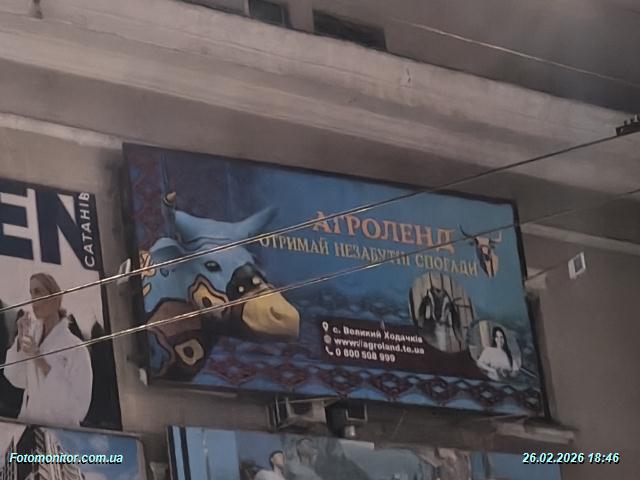 EN
САТАНІВ
АГРОЛЕНД
ОТРИМАЙ НЕЗАБУТНІ СПОГАДИ
с. Великий Ходачків
www.//agroland.te.ua
0 800 508 999
Fotomonitor.com.ua
26.02.2026 18:46